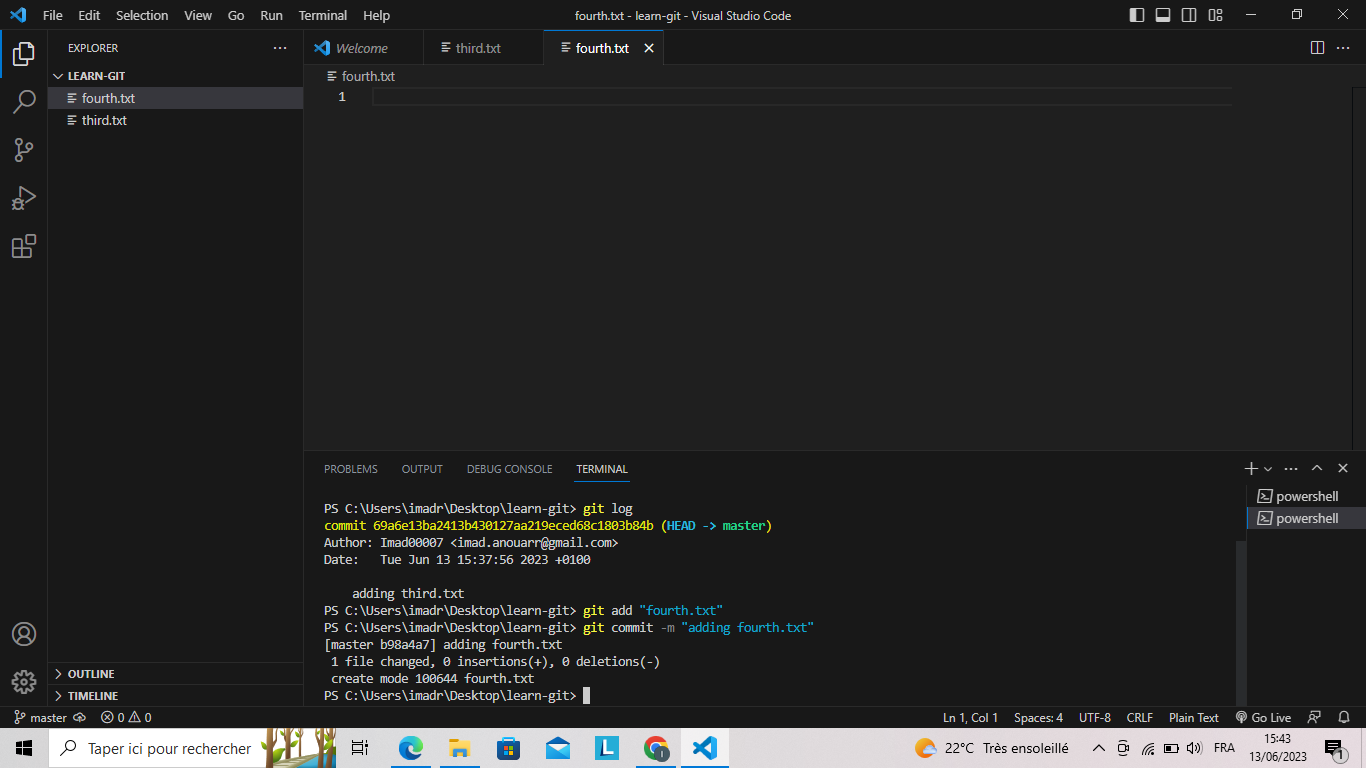 File Edit Selection View Go Run Terminal Help
fourth.txt - learn-git - Visual Studio Code
EXPLORER
LEARN-GIT
fourth.txt
third.txt
OUTLINE
TIMELINE
Welcome
third.txt
fourth.txt
fourth.txt
1
PROBLEMS OUTPUT DEBUG CONSOLE TERMINAL
PS C:\Users\imadr\Desktop\learn-git> git log
commit 69a6e13ba2413b430127aa219eced68c1803b84b (HEAD -> master)
Author: Imad00007 <imad.anouarr@gmail.com>
Date:   Tue Jun 13 15:37:56 2023 +0100
    adding third.txt
PS C:\Users\imadr\Desktop\learn-git> git add "fourth.txt"
PS C:\Users\imadr\Desktop\learn-git> git commit -m "adding fourth.txt"
[master b98a4a7] adding fourth.txt
 1 file changed, 0 insertions(+), 0 deletions(-)
 create mode 100644 fourth.txt
PS C:\Users\imadr\Desktop\learn-git>
powershell
powershell
master 0 0
Ln 1, Col 1 Spaces: 4 UTF-8 CRLF Plain Text Go Live
Taper ici pour rechercher
L
I
22°C Très ensoleillé
FRA
15:43
13/06/2023
1